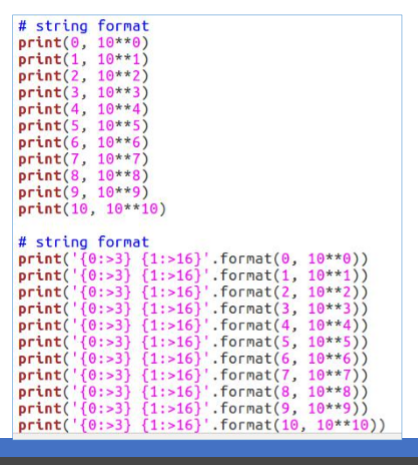 # string format
print(0, 10**0)
print(1, 10**1)
print(2, 10**2)
print(3, 10**3)
print(4, 10**4)
print(5, 10**5)
print(6, 10**6)
print(7, 10**7)
print(8, 10**8)
print(9, 10**9)
print(10, 10**10)
# string format
print('{0:>3} {1:>16}'.format(0, 10**0))
print('{0:>3} {1:>16}'.format(1, 10**1))
print('{0:>3} {1:>16}'.format(2, 10**2))
print('{0:>3} {1:>16}'.format(3, 10**3))
print('{0:>3} {1:>16}'.format(4, 10**4))
print('{0:>3} {1:>16}'.format(5, 10**5))
print('{0:>3} {1:>16}'.format(6, 10**6))
print('{0:>3} {1:>16}'.format(7, 10**7))
print('{0:>3} {1:>16}'.format(8, 10**8))
print('{0:>3} {1:>16}'.format(9, 10**9))
print('{0:>3} {1:>16}'.format(10, 10**10))